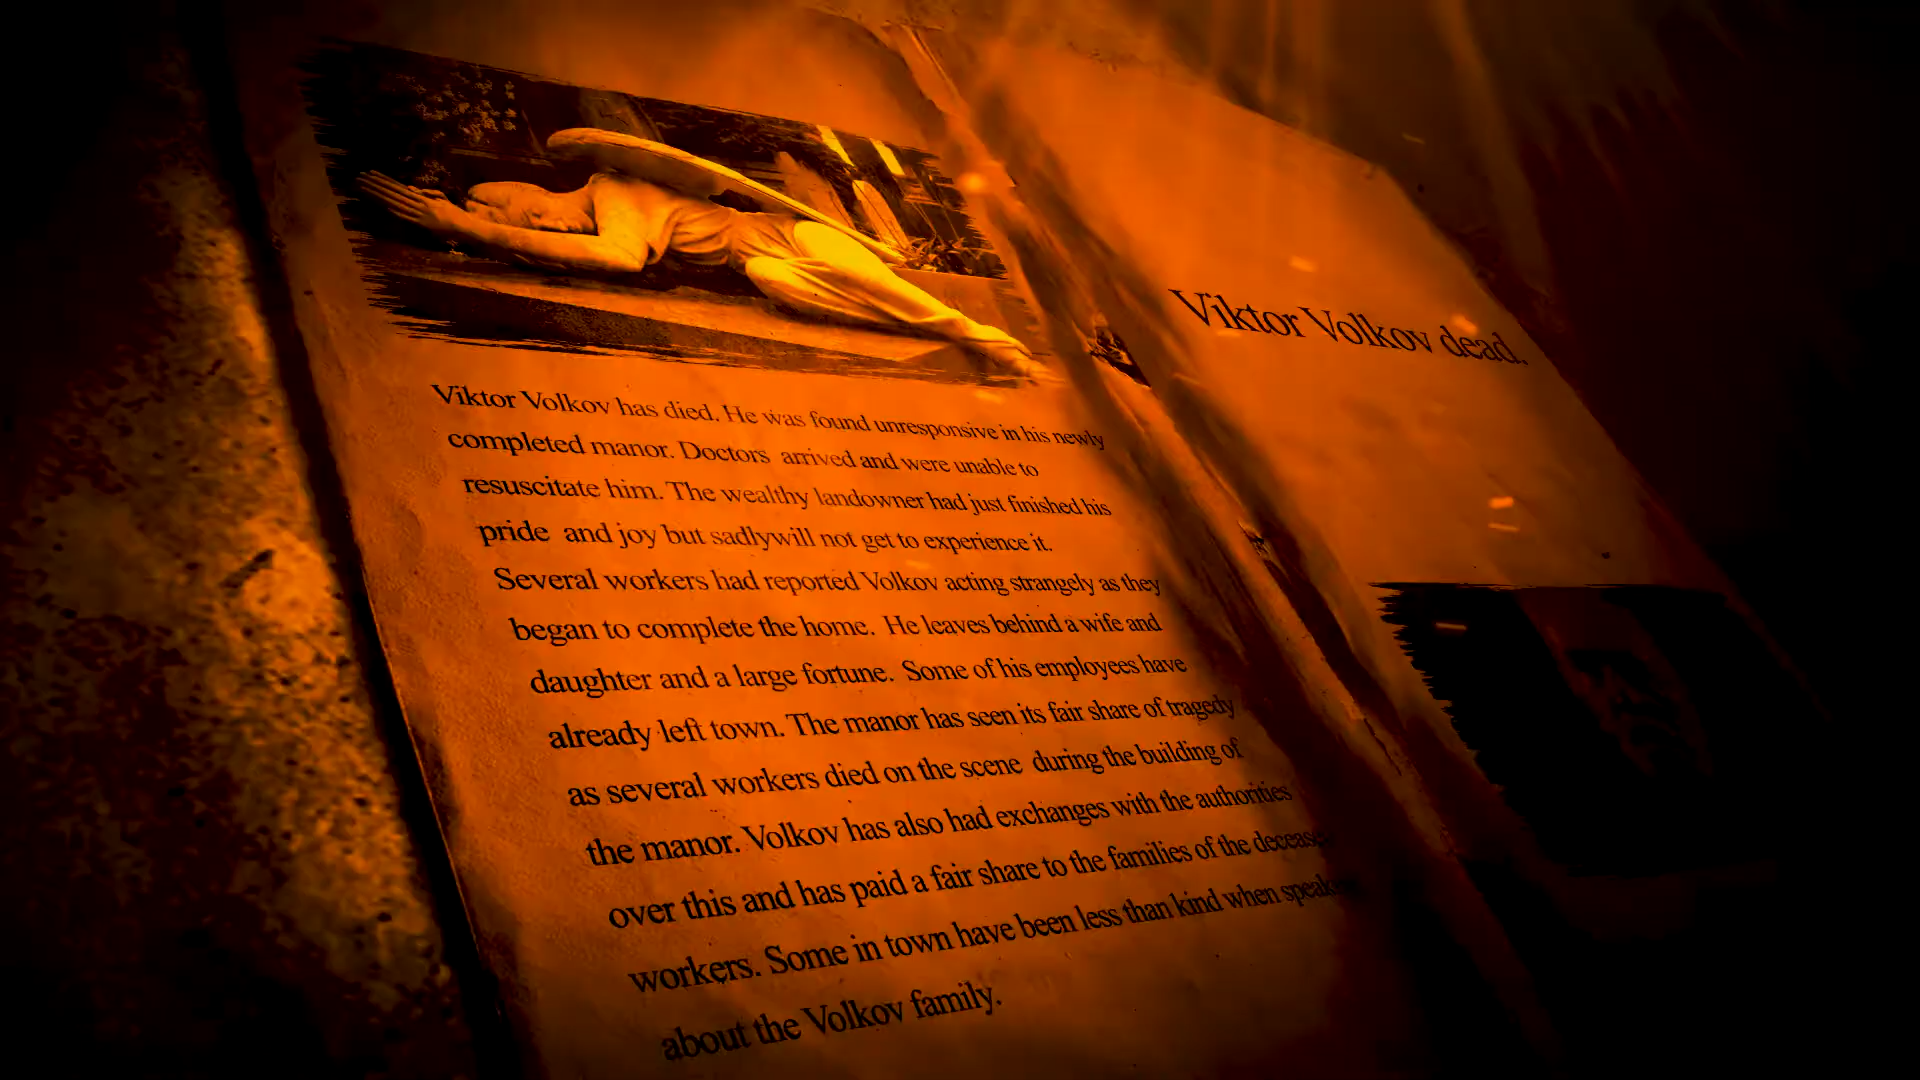 Viktor Volkov has died. He was found unresponsive in his newly
completed manor. Doctors arrived and were unable to
resuscitate him. The wealthy landowner had just finished his
pride and joy but sadlywill not get to experience it.
Several workers had reported Volkov acting strangely as they
began to complete the home. He leaves behind a wife and
daughter and a large fortune. Some of his employees have
already left town. The manor has seen its fair share of tragedy
as several workers died on the scene during the building of
the manor. Volkov has also had exchanges with the authorities
over this and has paid a fair share to the families of the
workers. Some in town have been less than kind when
about the Volkov family.
Viktor Volkov dead.